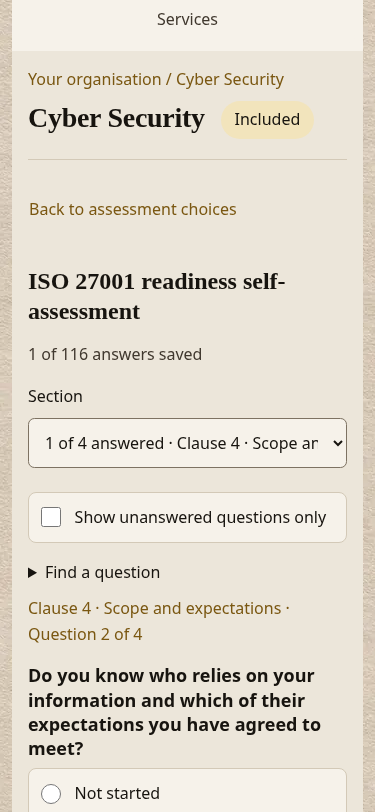 Services
Your organisation / Cyber Security
Cyber Security
Included
Back to assessment choices
ISO 27001 readiness self-
assessment
1 of 116 answers saved
Section
1 of 4 answered · Clause 4 · Scope an
Show unanswered questions only
Find a question
Clause 4 · Scope and expectations ·
Question 2 of 4
Do you know who relies on your
information and which of their
expectations you have agreed to
meet?
Not started